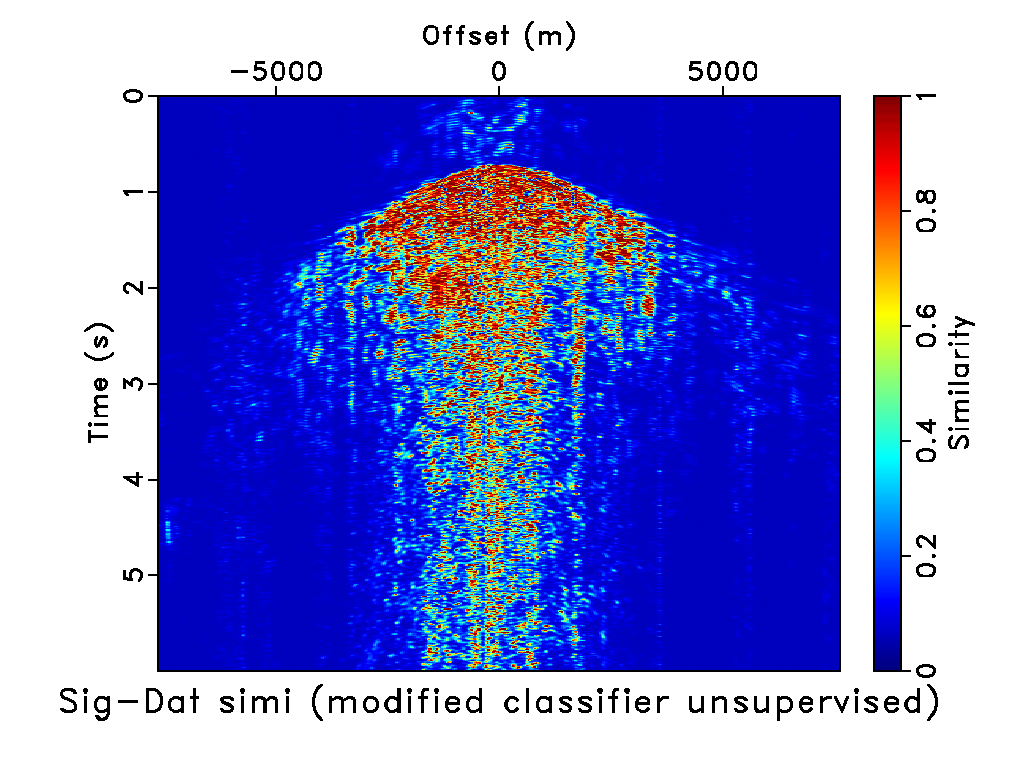 Offset (m)
−5000 0 5000
0
1
2
3
4
5
Time (s)
1
0.8
0.6
0.4
0.2
0
Similarity
Sig−Dat simi (modified classifier unsupervised)